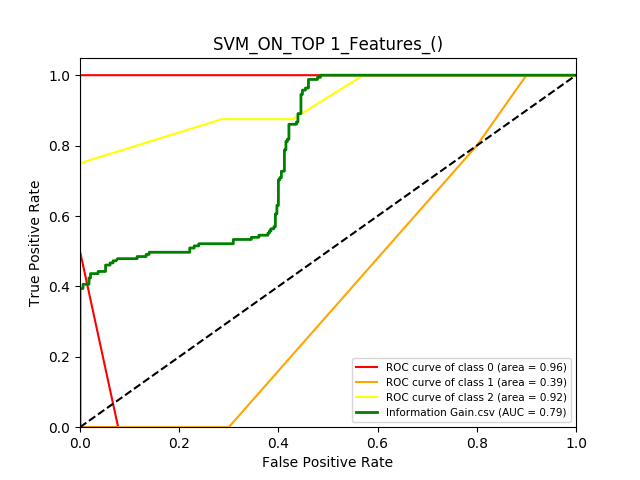 SVM_ON_TOP 1_Features_()
True Positive Rate
1.0
0.8
0.6
0.4
0.2
0.0
ROC curve of class 0 (area = 0.96)
ROC curve of class 1 (area = 0.39)
ROC curve of class 2 (area = 0.92)
Information Gain.csv (AUC = 0.79)
0.0 0.2 0.4 0.6 0.8 1.0
False Positive Rate